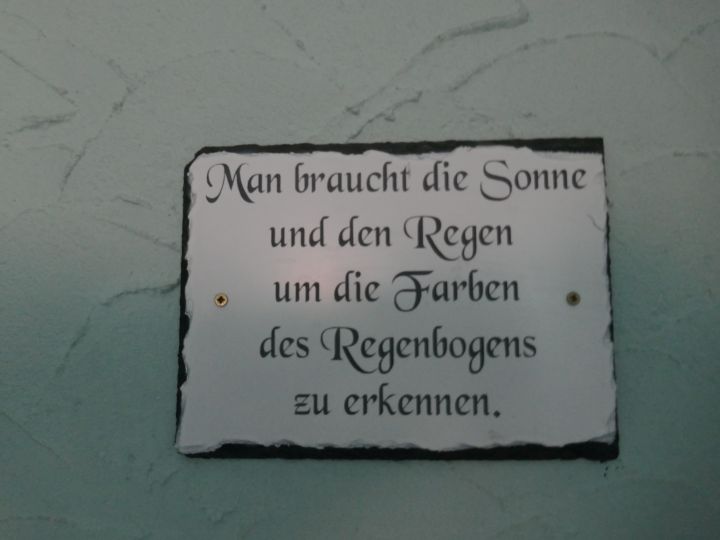 Man braucht die Sonne
und den Regen
um die Farben
des Regenbogens
zu erkennen.